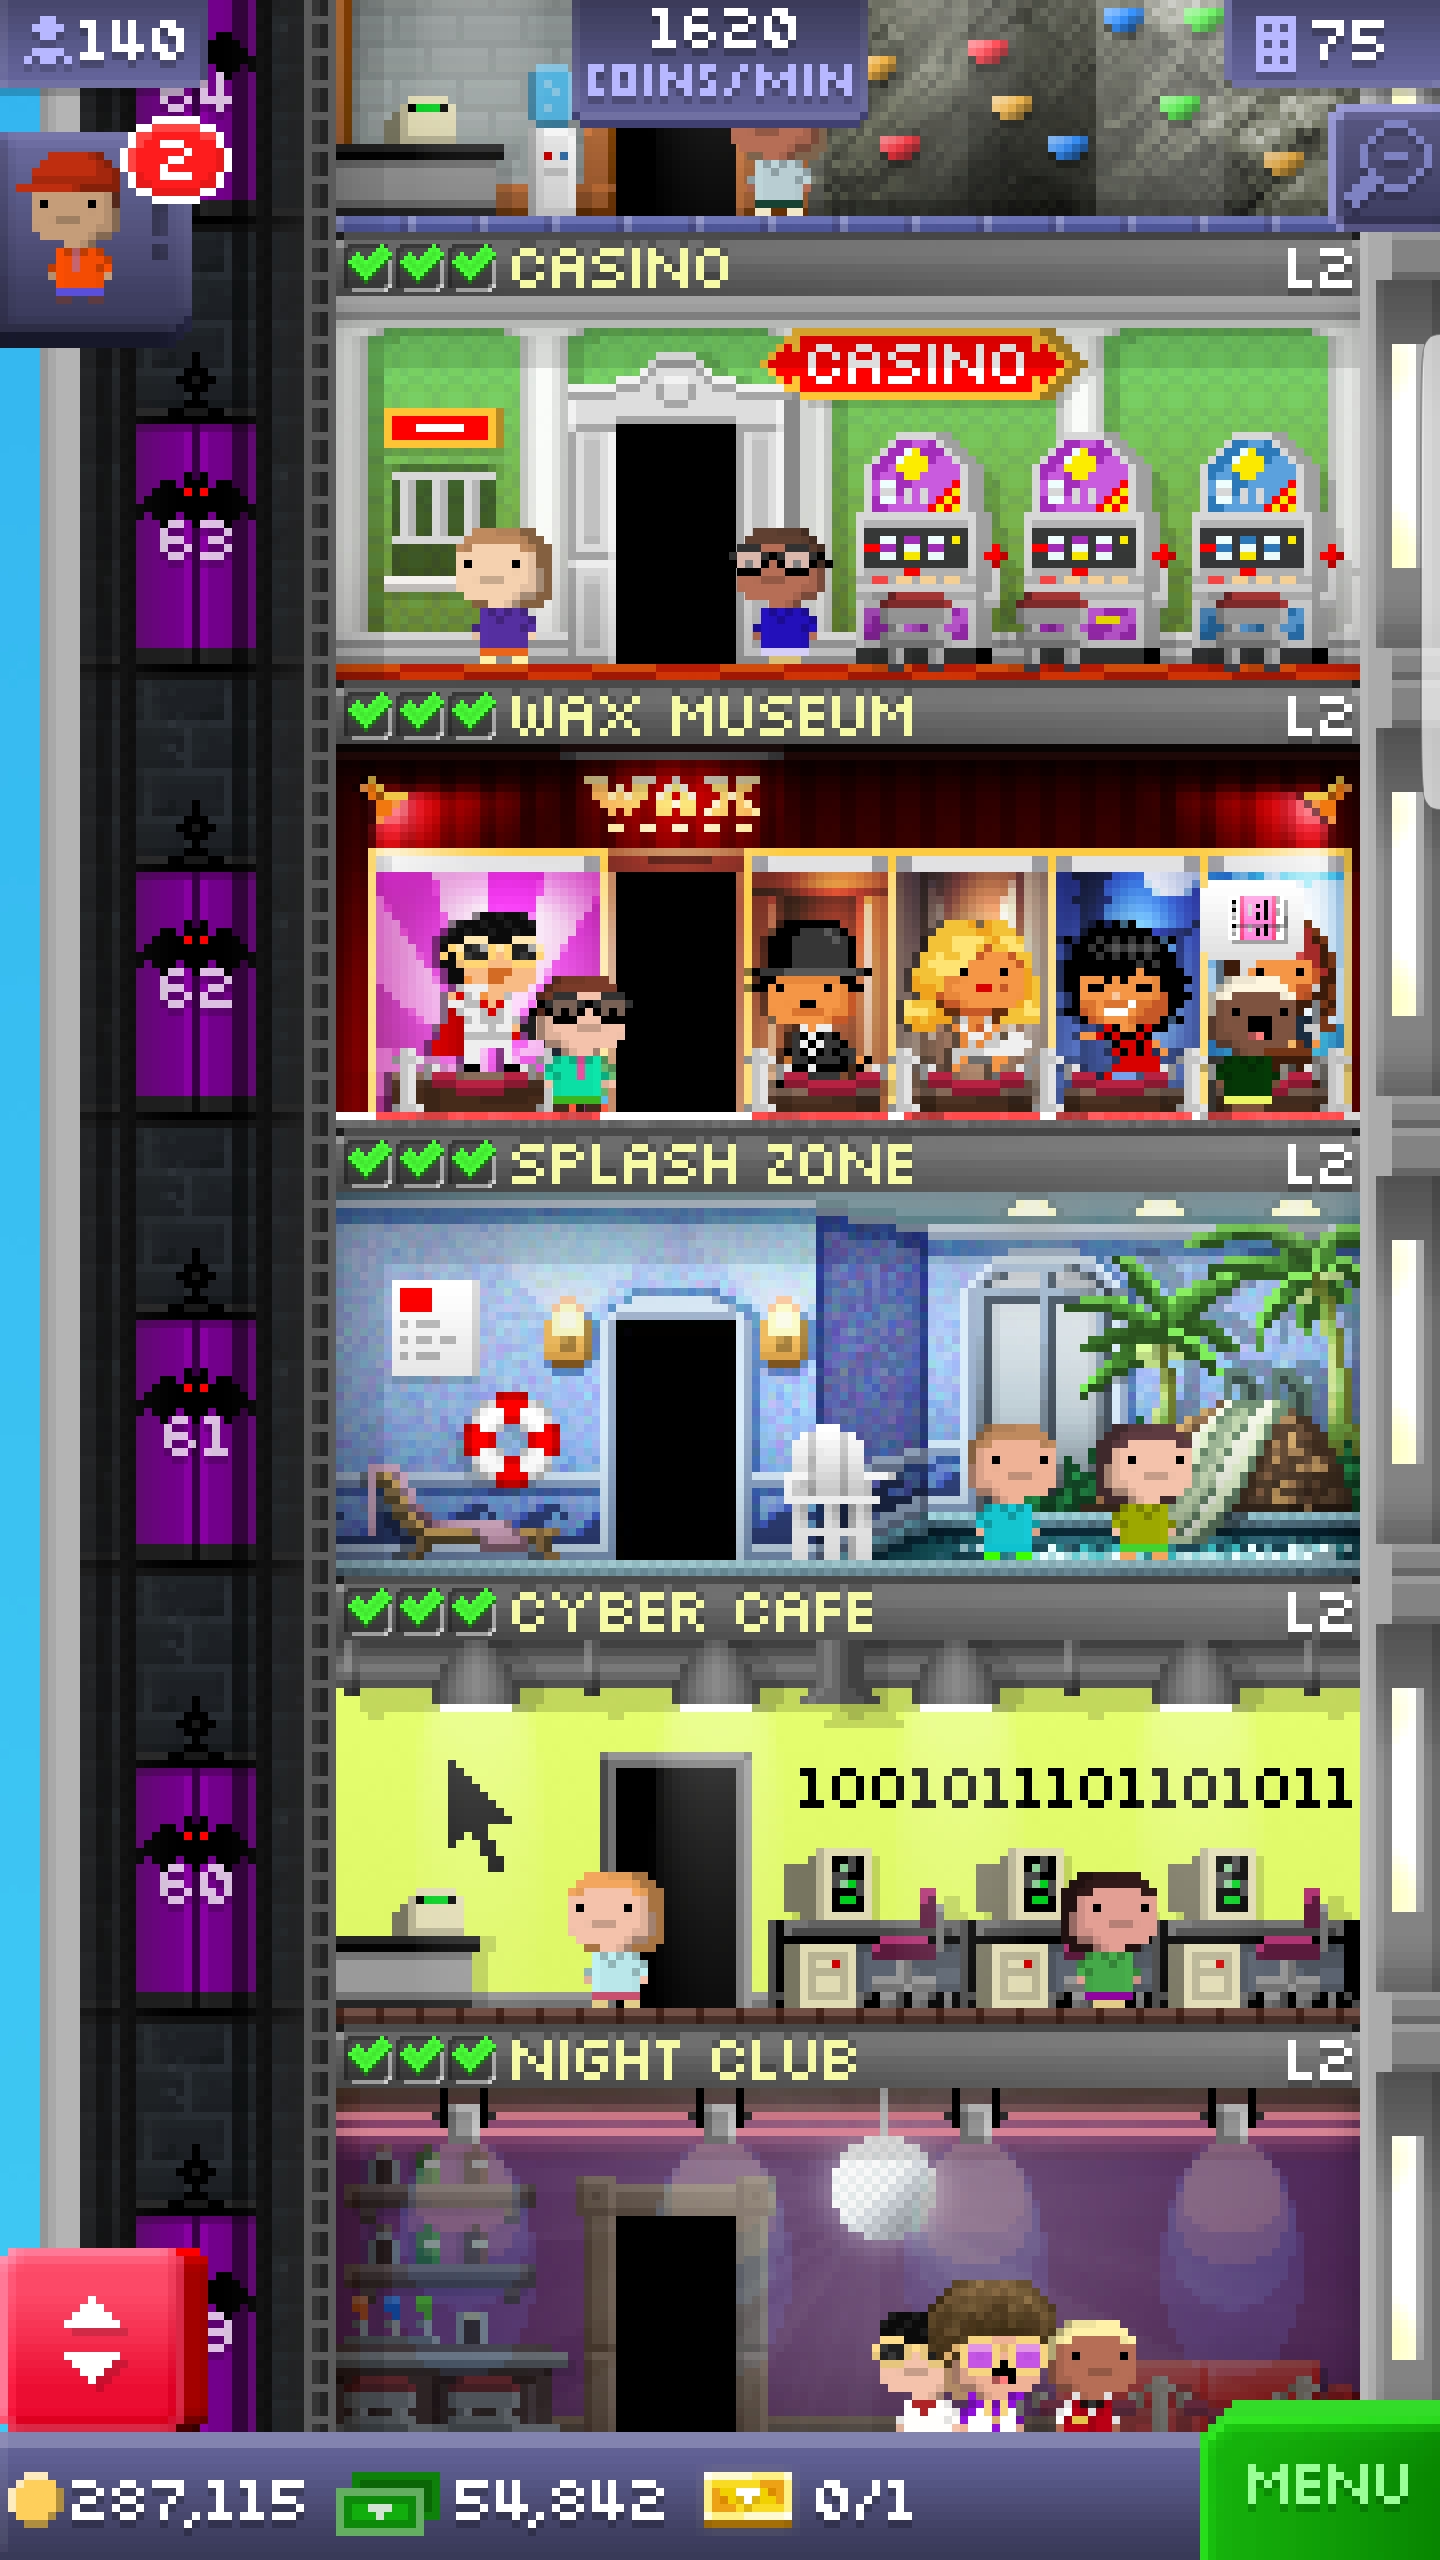 140
1620
COINS/MIN
75
64
2
CASINO L2
CASINO
63
WAX MUSEUM L2
WAX
62
SPLASH ZONE L2
61
CYBER CAFE L2
1001011101101011
60
NIGHT CLUB L2
287,115
54,842
0/1
MENU